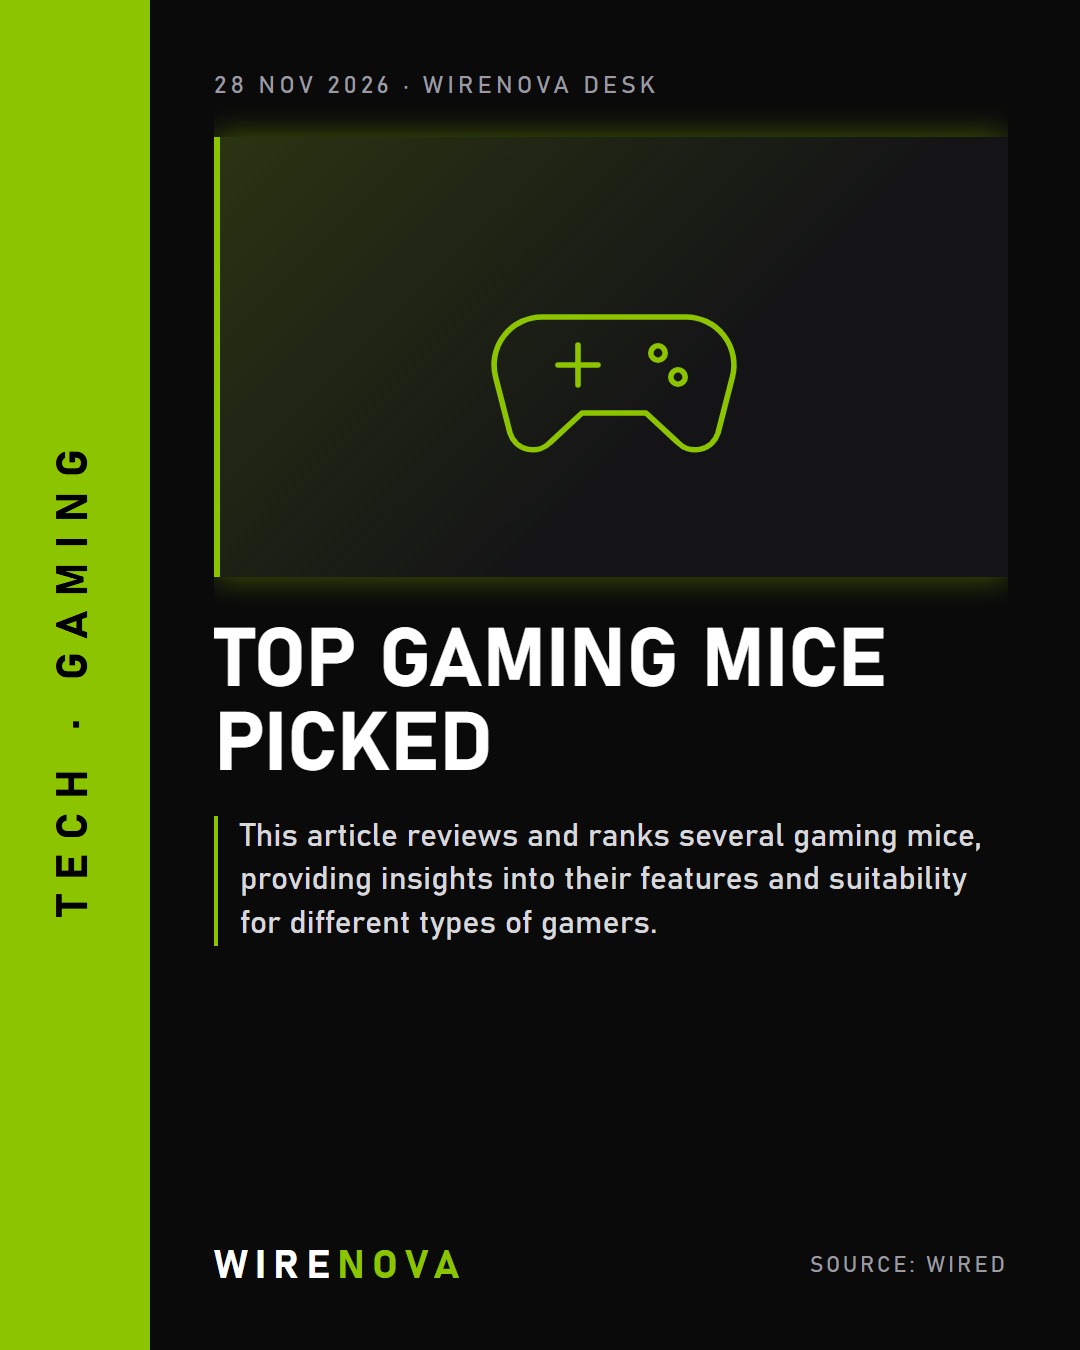 TECH · GAMING
28 NOV 2026 · WIRENOVA DESK
TOP GAMING MICE
PICKED
This article reviews and ranks several gaming mice,
providing insights into their features and suitability
for different types of gamers.
WIRENOVA
SOURCE: WIRED